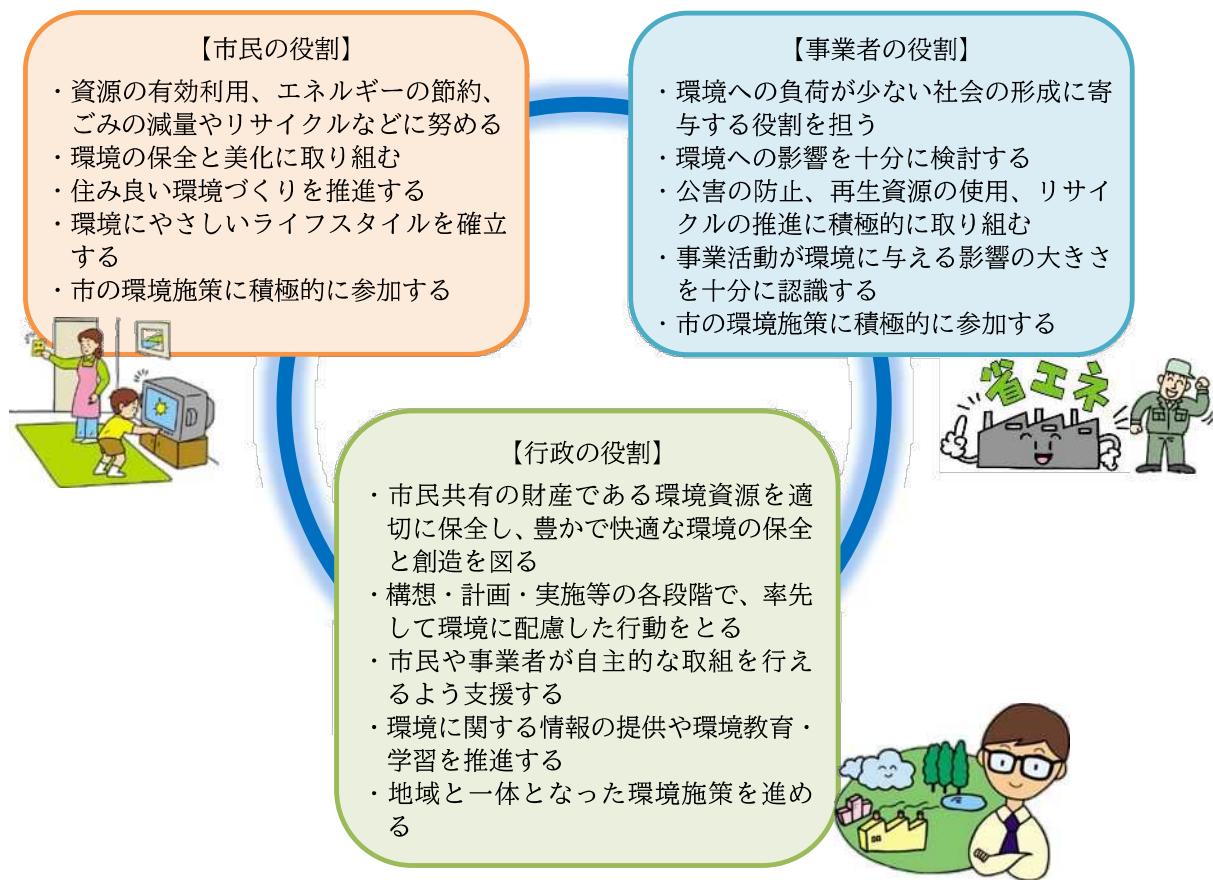 【市民の役割】
・資源の有効利用、エネルギーの節約、
ごみの減量やリサイクルなどに努める
・環境の保全と美化に取り組む
・住み良い環境づくりを推進する
・環境にやさしいライフスタイルを確立
する
・市の環境施策に積極的に参加する
【事業者の役割】
・環境への負荷が少ない社会の形成に寄
与する役割を担う
・環境への影響を十分に検討する
・公害の防止、再生資源の使用、リサイ
クルの推進に積極的に取り組む
・事業活動が環境に与える影響の大きさ
を十分に認識する
・市の環境施策に積極的に参加する
省エネ
【行政の役割】
・市民共有の財産である環境資源を適
切に保全し、豊かで快適な環境の保全
と創造を図る
・構想・計画・実施等の各段階で、率先
して環境に配慮した行動をとる
・市民や事業者が自主的な取組を行え
るよう支援する
・環境に関する情報の提供や環境教育・
学習を推進する
・地域と一体となった環境施策を進め
る